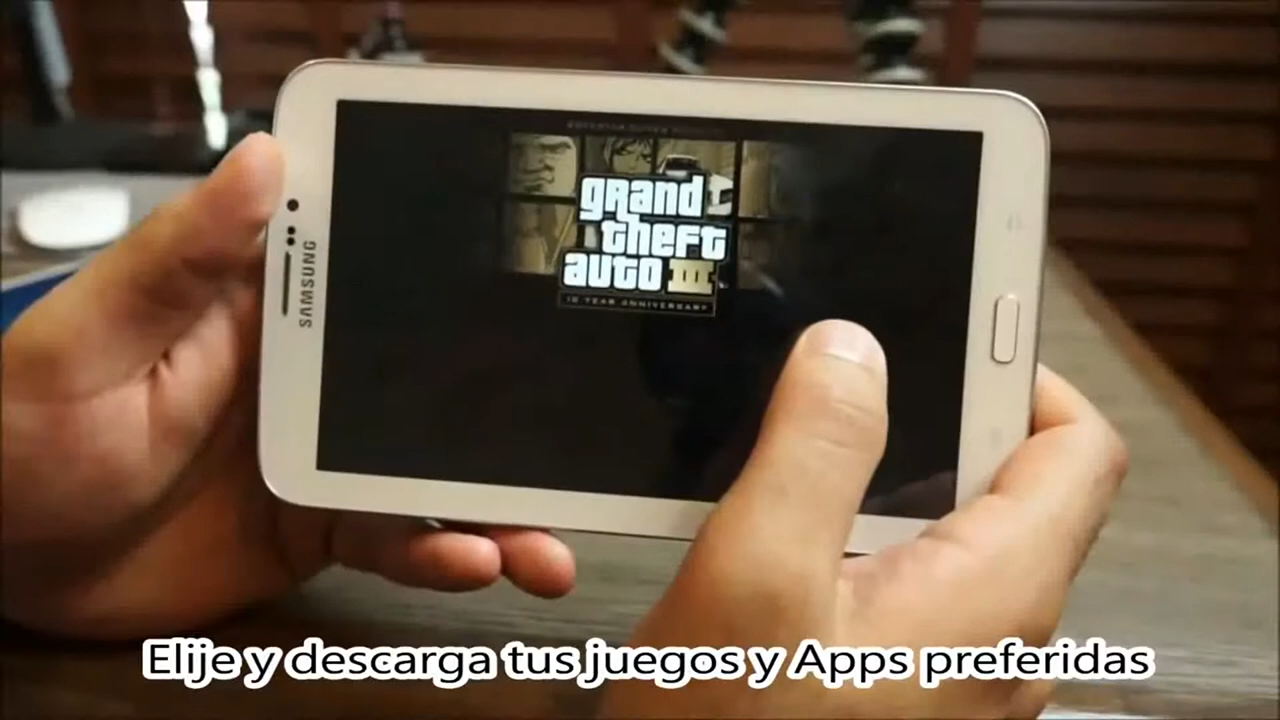 SAMSUNG
grand
theft
auto III
10 YEAR ANNIVERSARY
Elije y descarga tus juegos y Apps preferidas